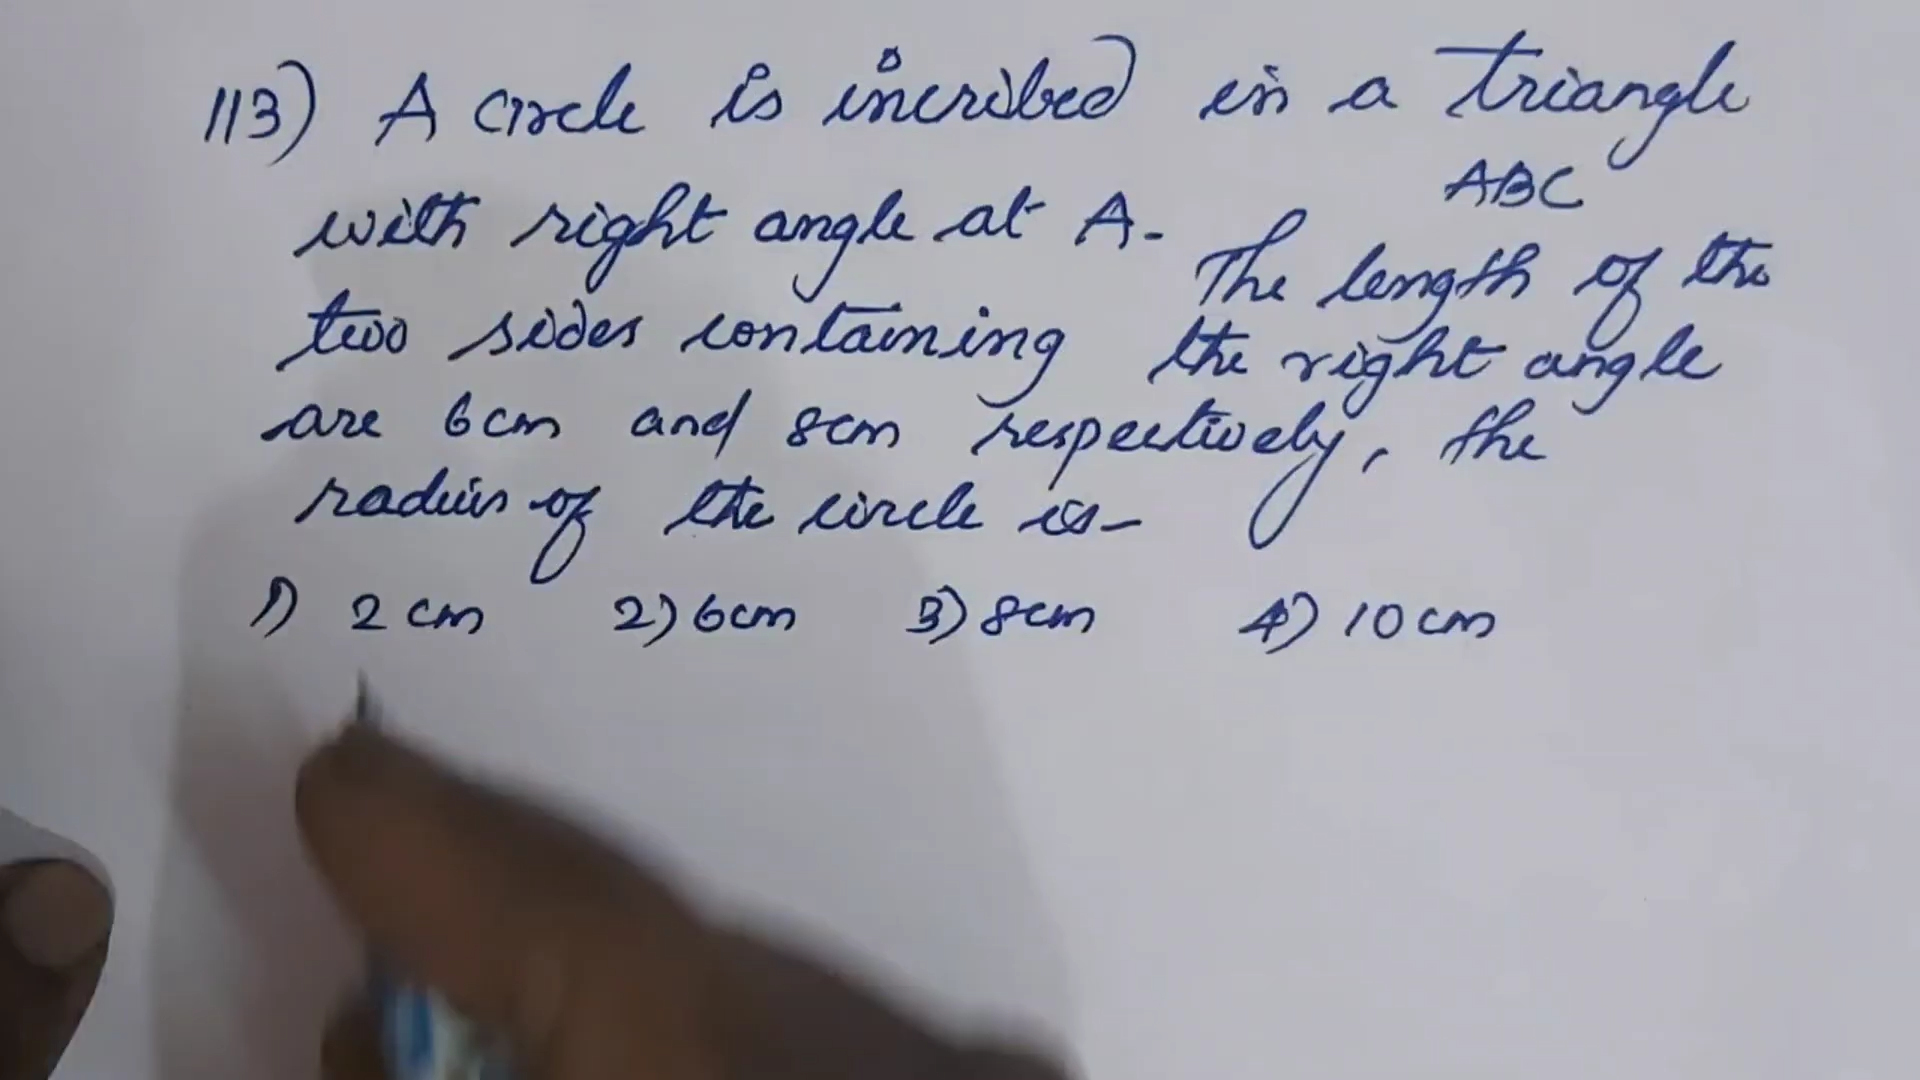 113) A circle is incribed in a triangle
ABC
with right angle at A. The length of the
two sides containing the right angle
are 6cm and 8cm respectively, the
radius of the circle is-
1) 2 cm 2) 6cm 3) 8cm 4) 10 cm